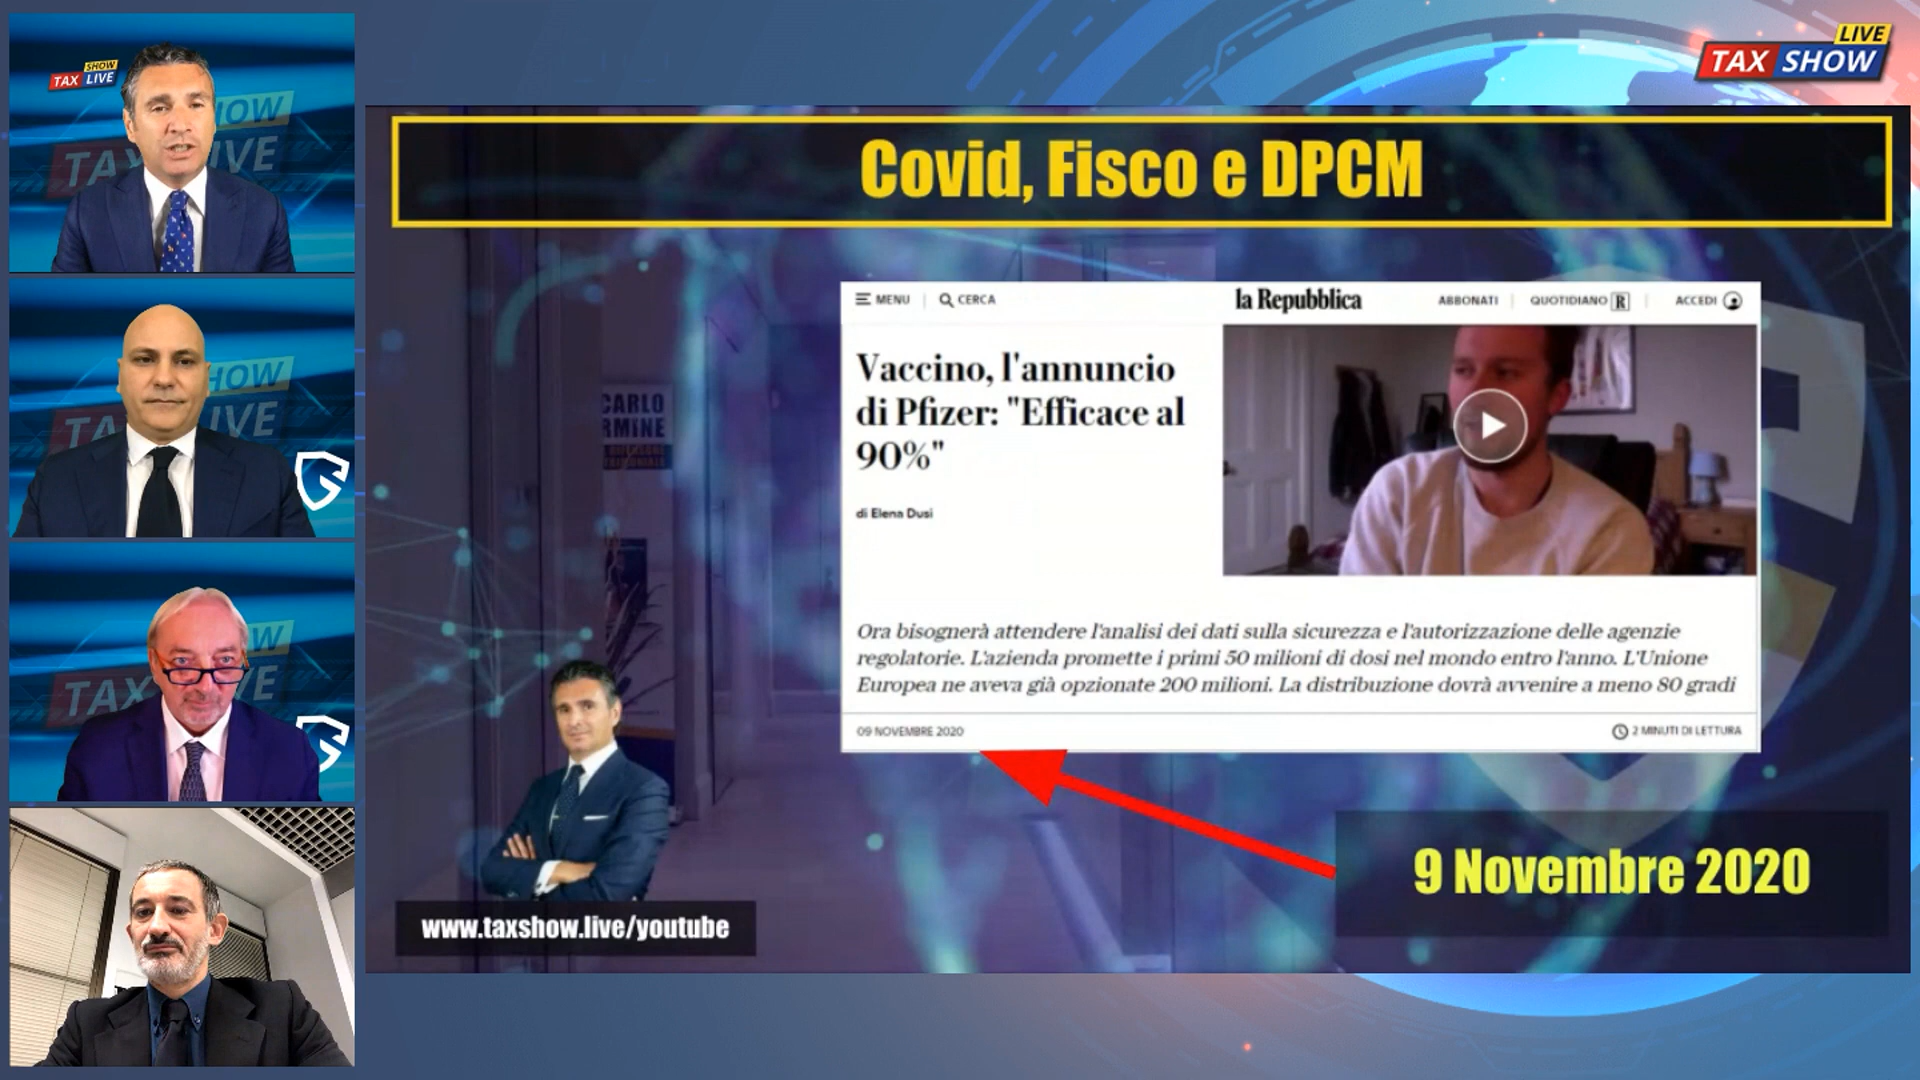 SHOW
TAX LIVE
LIVE
TAX SHOW
Covid, Fisco e DPCM
MENU
CERCA
la Repubblica
ABBONATI
QUOTIDIANO R
ACCEDI
Vaccino, l'annuncio
di Pfizer: "Efficace al
90%"
di Elena Dusi
Ora bisognerà attendere l'analisi dei dati sulla sicurezza e l'autorizzazione delle agenzie
regolatorie. L'azienda promette i primi 50 milioni di dosi nel mondo entro l'anno. L'Unione
Europea ne aveva già opzionate 200 milioni. La distribuzione dovrà avvenire a meno 80 gradi
09 NOVEMBRE 2020
2 MINUTI DI LETTURA
CARLO
9 Novembre 2020
www.taxshow.live/youtube